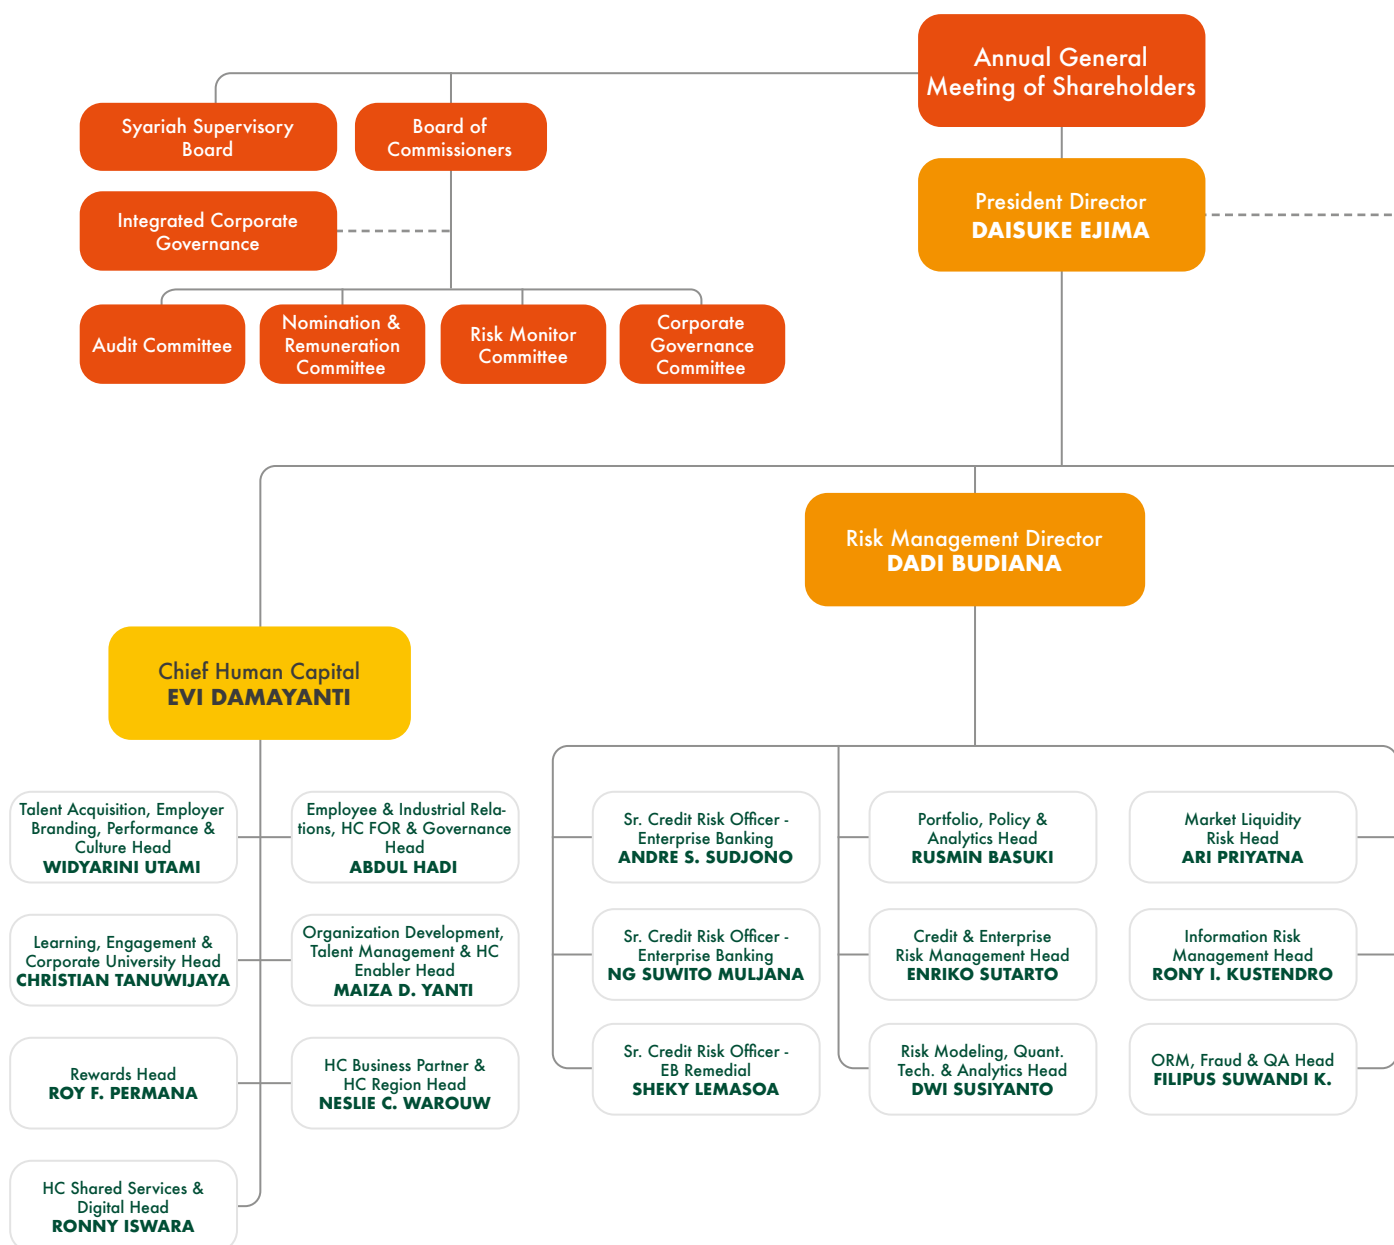 Annual General
Meeting of Shareholders
Syariah Supervisory
Board
Board of
Commissioners
President Director
DAISUKE EJIMA
Integrated Corporate
Governance
Audit Committee
Nomination &
Remuneration
Committee
Risk Monitor
Committee
Corporate
Governance
Committee
Risk Management Director
DADI BUDIANA
Chief Human Capital
EVI DAMAYANTI
Talent Acquisition, Employer
Branding, Performance &
Culture Head
WIDYARINI UTAMI
Employee & Industrial Rela-
tions, HC FOR & Governance
Head
ABDUL HADI
Sr. Credit Risk Officer -
Enterprise Banking
ANDRE S. SUDJONO
Portfolio, Policy &
Analytics Head
RUSMIN BASUKI
Market Liquidity
Risk Head
ARI PRIYATNA
Learning, Engagement &
Corporate University Head
CHRISTIAN TANUWIJAYA
Organization Development,
Talent Management & HC
Enabler Head
MAIZA D. YANTI
Sr. Credit Risk Officer -
Enterprise Banking
NG SUWITO MULJANA
Credit & Enterprise
Risk Management Head
ENRIKO SUTARTO
Information Risk
Management Head
RONY I. KUSTENDRO
Rewards Head
ROY F. PERMANA
HC Business Partner &
HC Region Head
NESLIE C. WAROUW
Sr. Credit Risk Officer -
EB Remedial
SHEKY LEMASOA
Risk Modeling, Quant.
Tech. & Analytics Head
DWI SUSIYANTO
ORM, Fraud & QA Head
FILIPUS SUWANDI K.
HC Shared Services &
Digital Head
RONNY ISWARA